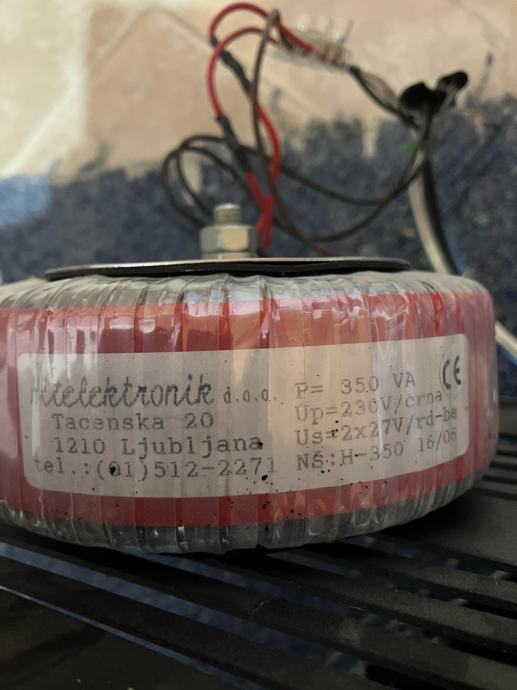 d.o.o.
Tacenska 20
1210 Ljubljana
tel.:(01)512-2271
P= 350 VA
Up=230V/črna
Us=2x27V/rd-be
NŠ:H-350 16/06
CE